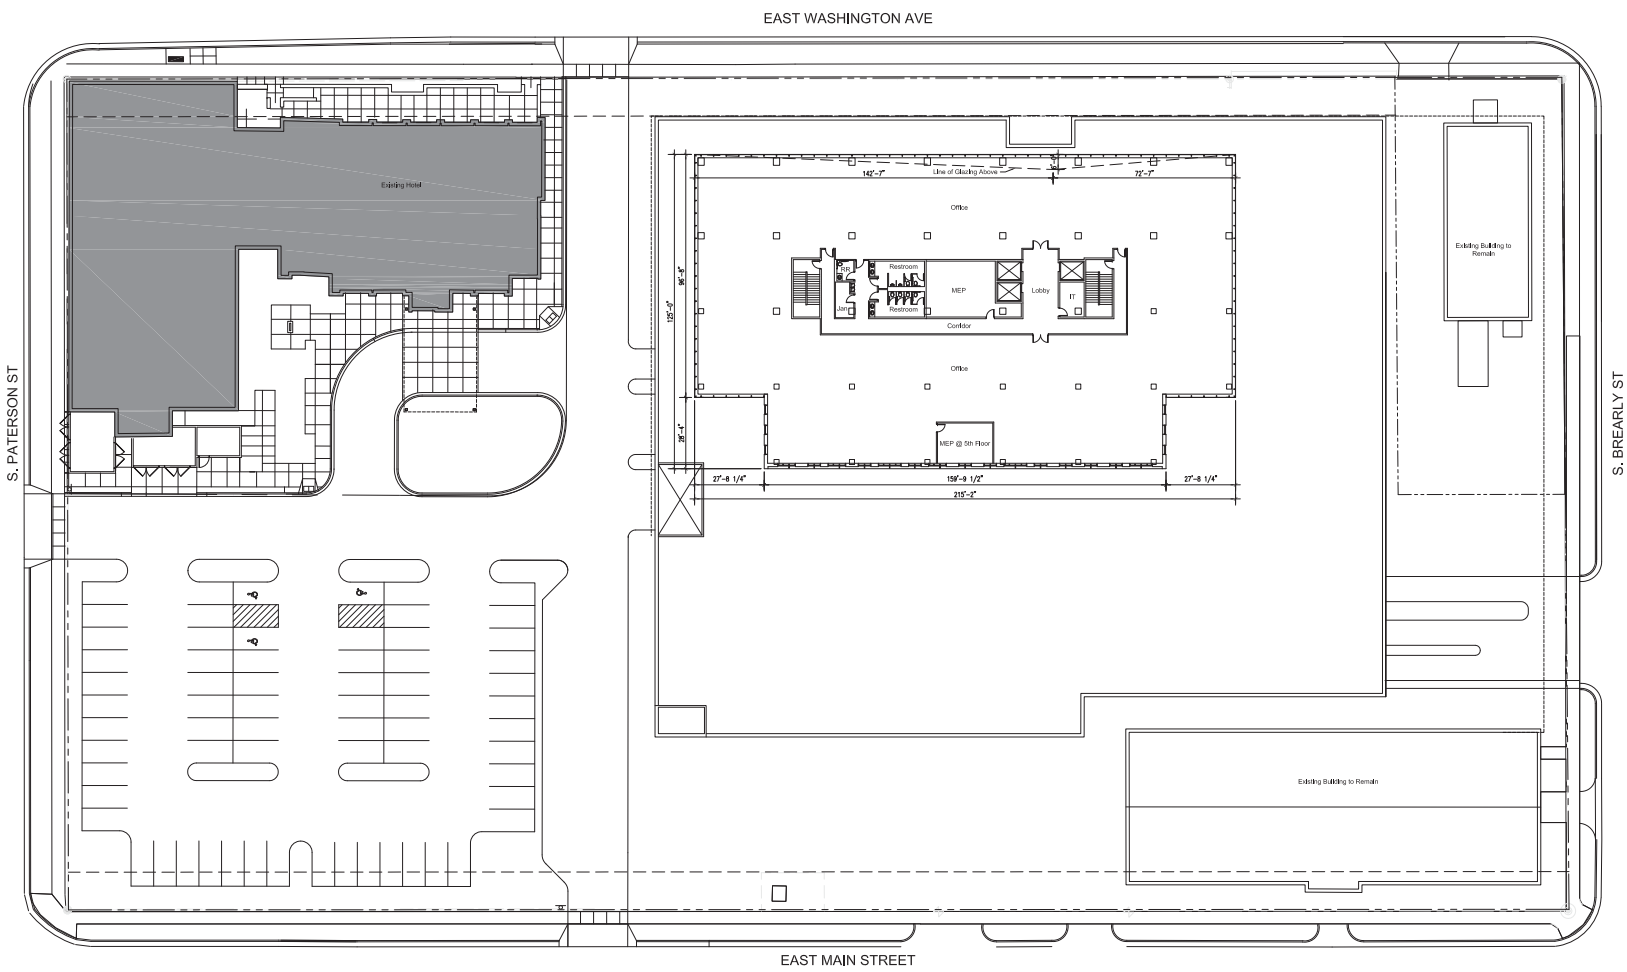 EAST WASHINGTON AVE
Existing Hotel
142'-7"
Line of Glazing Above
72'-7"
Office
Existing Building to
Remain
RR
Restroom
MEP
Lobby
IT
Jan
Restroom
Corridor
96'-8"
125'-0"
Office
28'-4"
MEP @ 5th Floor
27'-8 1/4"
159'-9 1/2"
27'-8 1/4"
215'-2"
S. PATERSON ST
S. BREARLY ST
Existing Building to Remain
EAST MAIN STREET